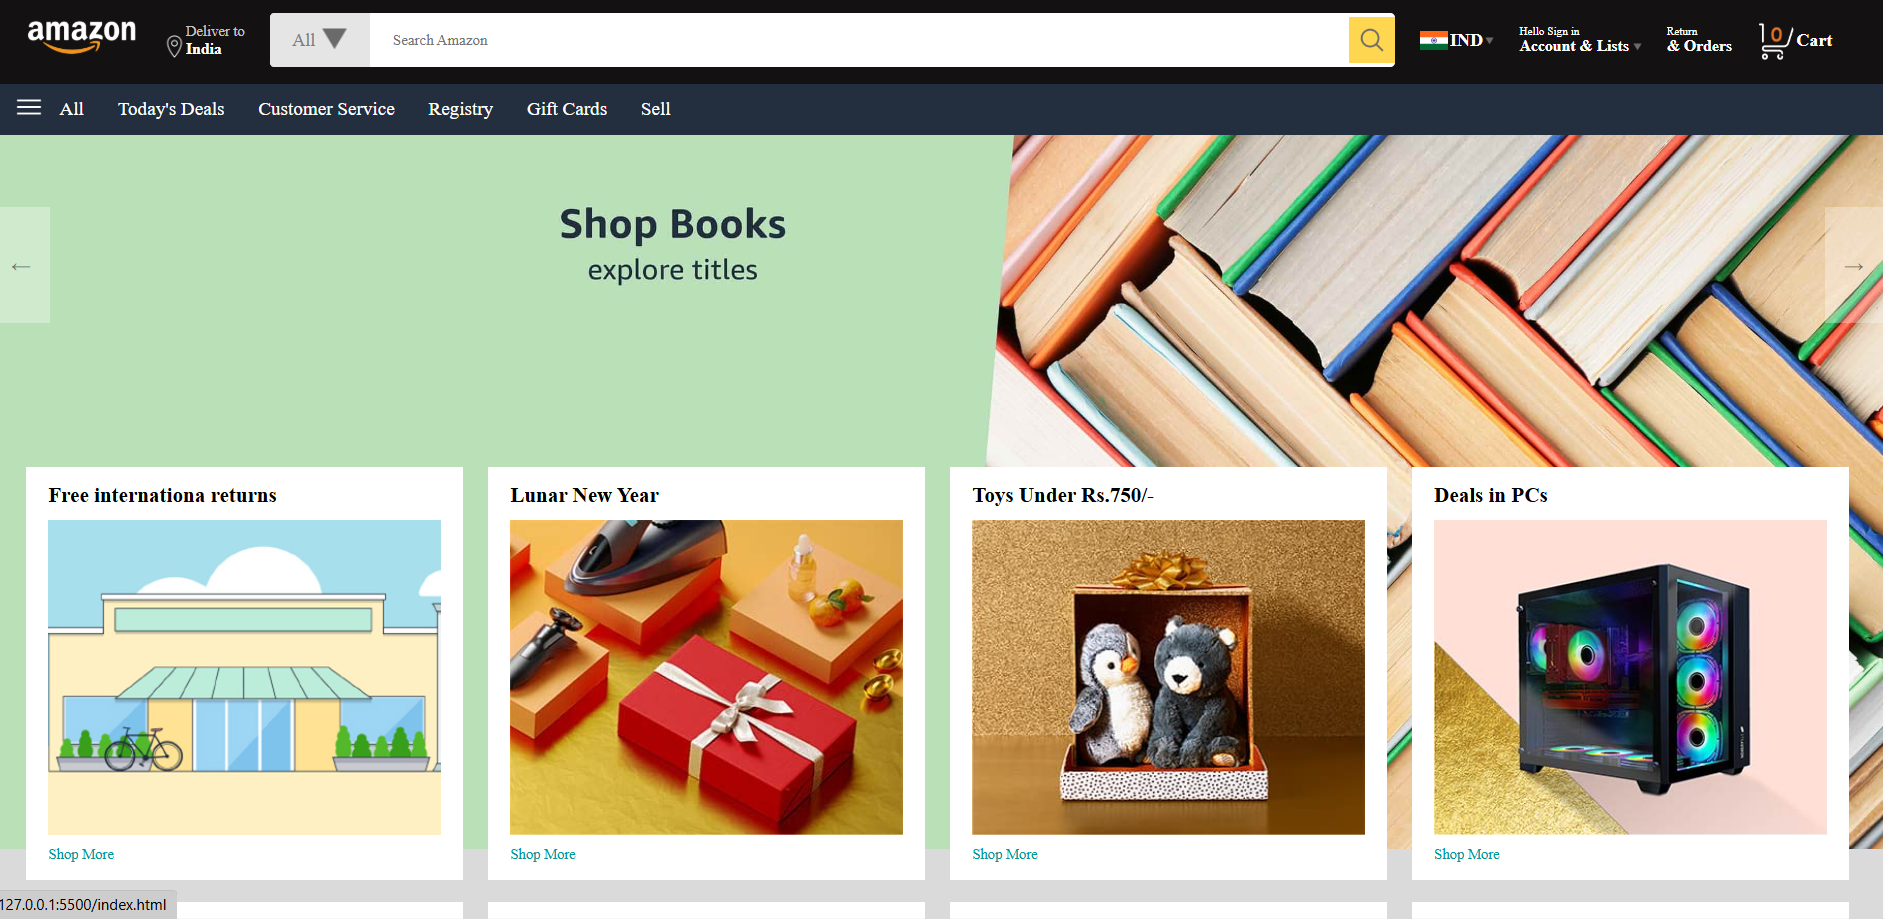 amazon
Deliver to
India
All
Search Amazon
IND
Hello Sign in
Account & Lists
Return
& Orders
0
Cart
All
Today's Deals
Customer Service
Registry
Gift Cards
Sell
Shop Books
explore titles
←
→
Free internationa returns
Lunar New Year
Toys Under Rs.750/-
Deals in PCs
Shop More
Shop More
Shop More
Shop More
127.0.0.1:5500/index.html